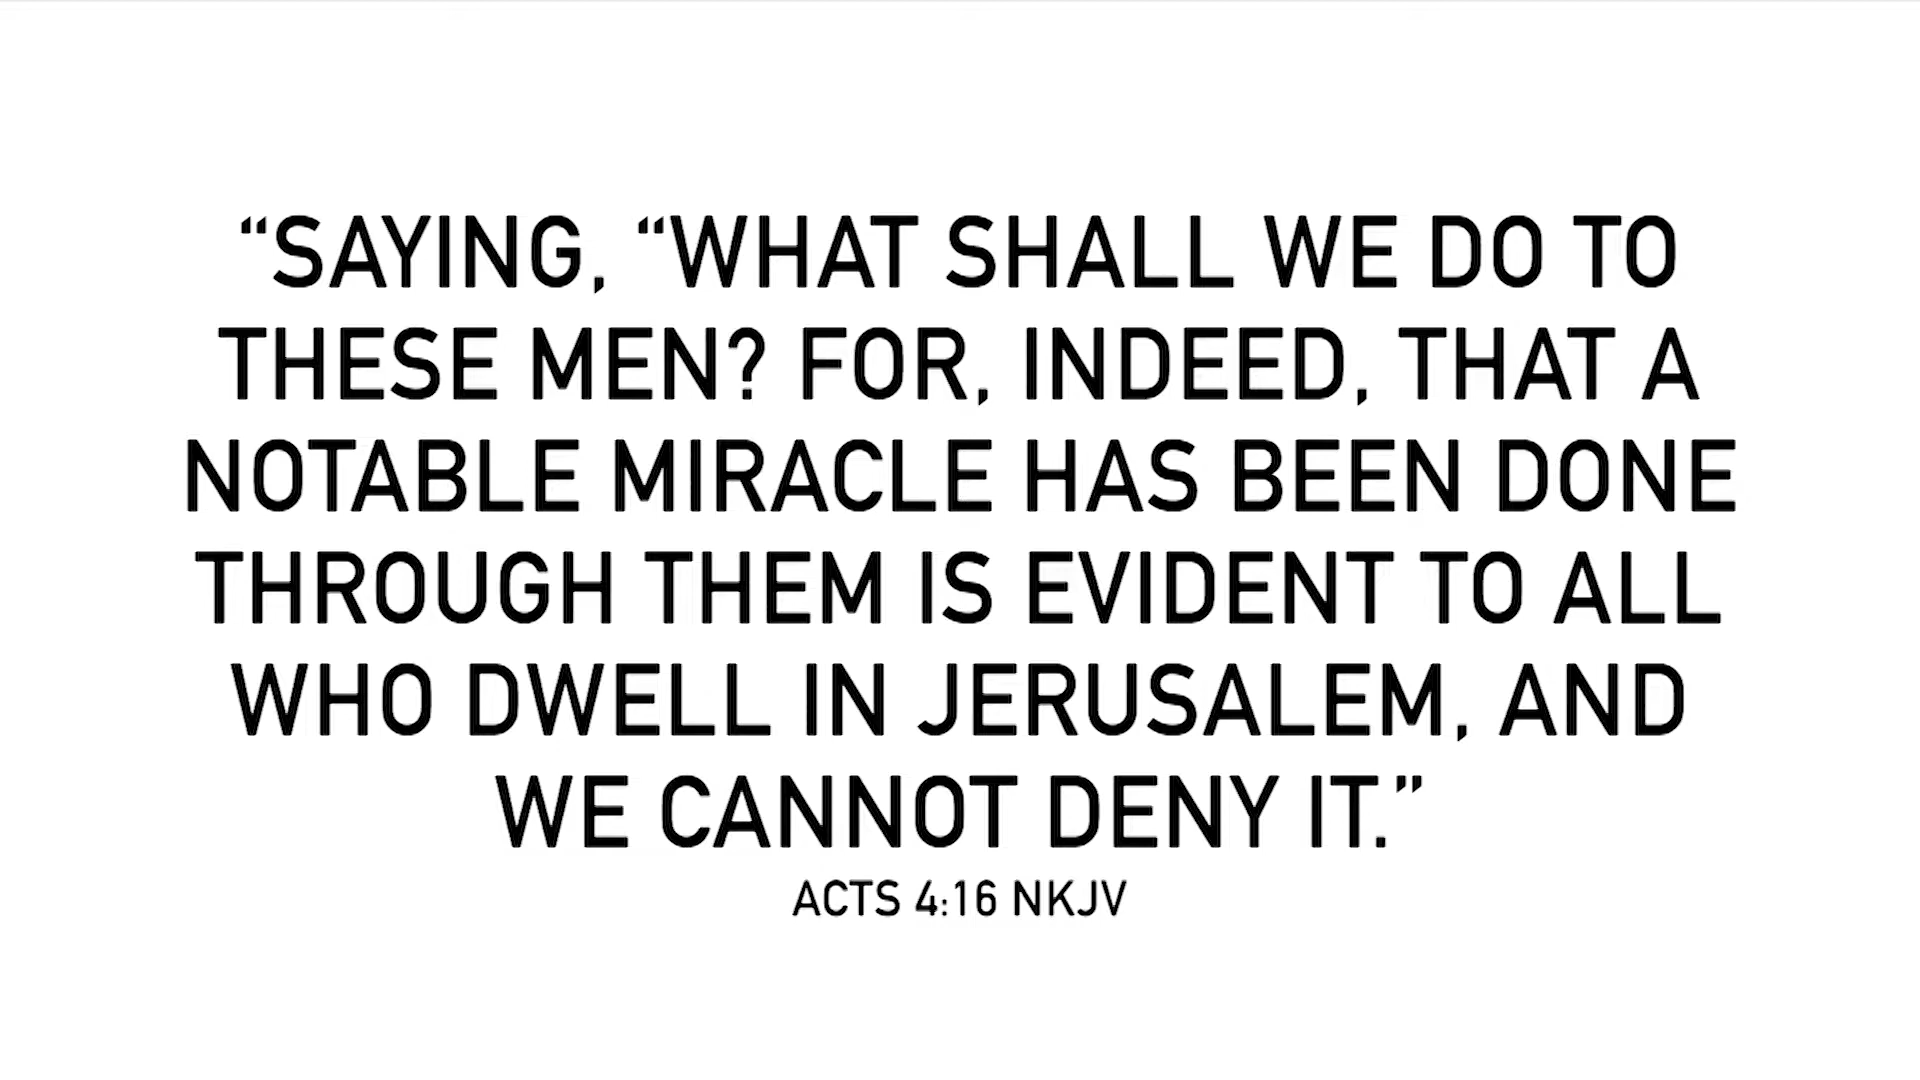 “SAYING, “WHAT SHALL WE DO TO
THESE MEN? FOR, INDEED, THAT A
NOTABLE MIRACLE HAS BEEN DONE
THROUGH THEM IS EVIDENT TO ALL
WHO DWELL IN JERUSALEM, AND
WE CANNOT DENY IT.”
ACTS 4:16 NKJV